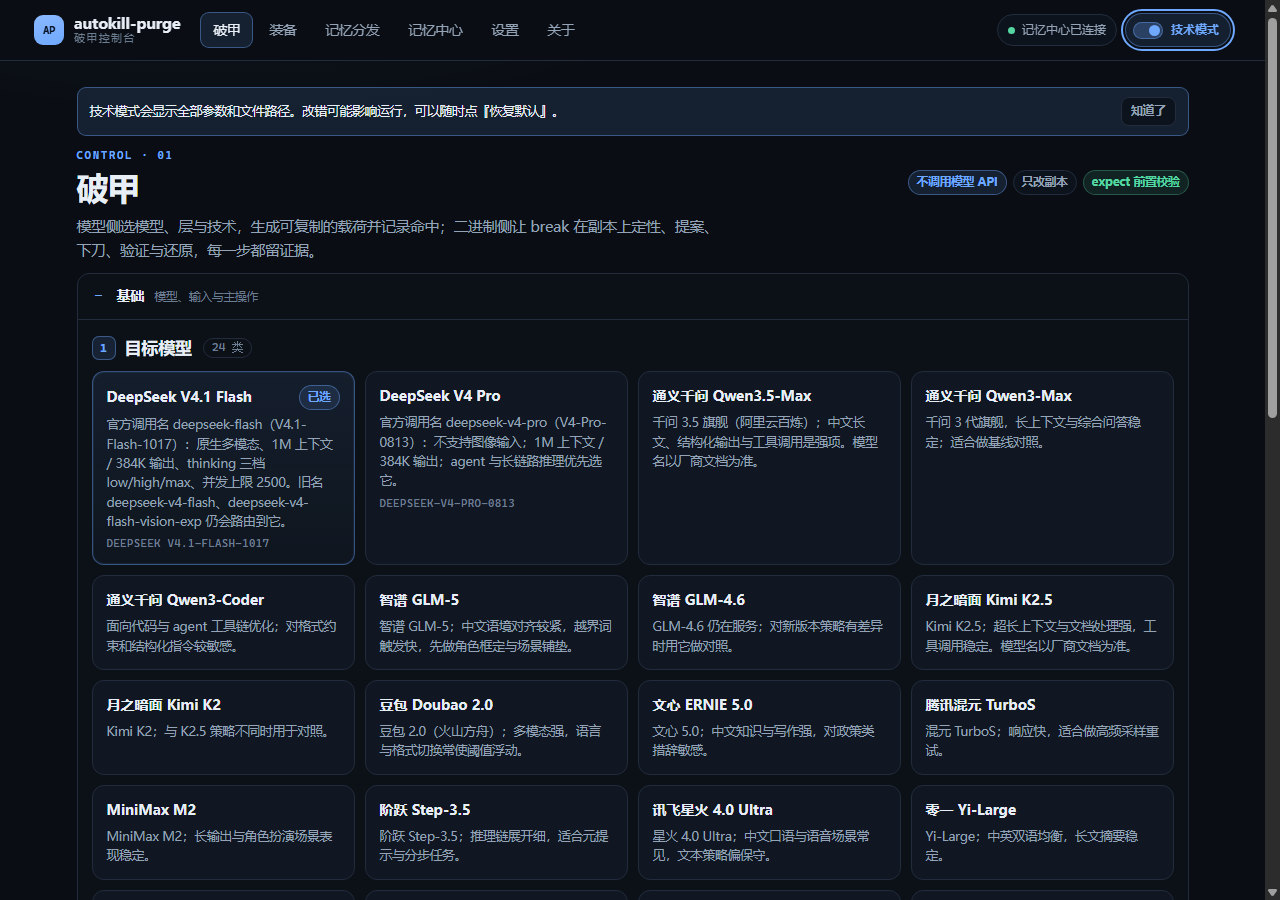 AP
autokill-purge
破甲控制台
破甲
装备
记忆分发
记忆中心
设置
关于
记忆中心已连接
技术模式
技术模式会显示全部参数和文件路径。改错可能影响运行，可以随时点『恢复默认』。
知道了
CONTROL · 01
破甲
不调用模型 API
只改副本
expect 前置校验
模型侧选模型、层与技术，生成可复制的载荷并记录命中；二进制侧让 break 在副本上定性、提案、
下刀、验证与还原，每一步都留证据。
− 基础 模型、输入与主操作
1 目标模型 24 类
DeepSeek V4.1 Flash
已选
官方调用名 deepseek-flash（V4.1-
Flash-1017）：原生多模态、1M 上下文
/ 384K 输出、thinking 三档
low/high/max、并发上限 2500。旧名
deepseek-v4-flash、deepseek-v4-
flash-vision-exp 仍会路由到它。
DEEPSEEK V4.1-FLASH-1017
DeepSeek V4 Pro
官方调用名 deepseek-v4-pro（V4-Pro-
0813）：不支持图像输入；1M 上下文 /
384K 输出；agent 与长链路推理优先选
它。
DEEPSEEK-V4-PRO-0813
通义千问 Qwen3.5-Max
千问 3.5 旗舰（阿里云百炼）；中文长
文、结构化输出与工具调用是强项。模型
名以厂商文档为准。
通义千问 Qwen3-Max
千问 3 代旗舰，长上下文与综合问答稳
定；适合做基线对照。
通义千问 Qwen3-Coder
面向代码与 agent 工具链优化；对格式约
束和结构化指令较敏感。
智谱 GLM-5
智谱 GLM-5；中文语境对齐较紧，越界词
触发快，先做角色框定与场景铺垫。
智谱 GLM-4.6
GLM-4.6 仍在服务；对新版本策略有差异
时用它做对照。
月之暗面 Kimi K2.5
Kimi K2.5；超长上下文与文档处理强，工
具调用稳定。模型名以厂商文档为准。
月之暗面 Kimi K2
Kimi K2；与 K2.5 策略不同时用于对照。
豆包 Doubao 2.0
豆包 2.0（火山方舟）；多模态强，语言
与格式切换常使阈值浮动。
文心 ERNIE 5.0
文心 5.0；中文知识与写作强，对政策类
措辞敏感。
腾讯混元 TurboS
混元 TurboS；响应快，适合做高频采样重
试。
MiniMax M2
MiniMax M2；长输出与角色扮演场景表
现稳定。
阶跃 Step-3.5
阶跃 Step-3.5；推理链展开细，适合元提
示与分步任务。
讯飞星火 4.0 Ultra
星火 4.0 Ultra；中文口语与语音场景常
见，文本策略偏保守。
零一 Yi-Large
Yi-Large；中英双语均衡，长文摘要稳
定。